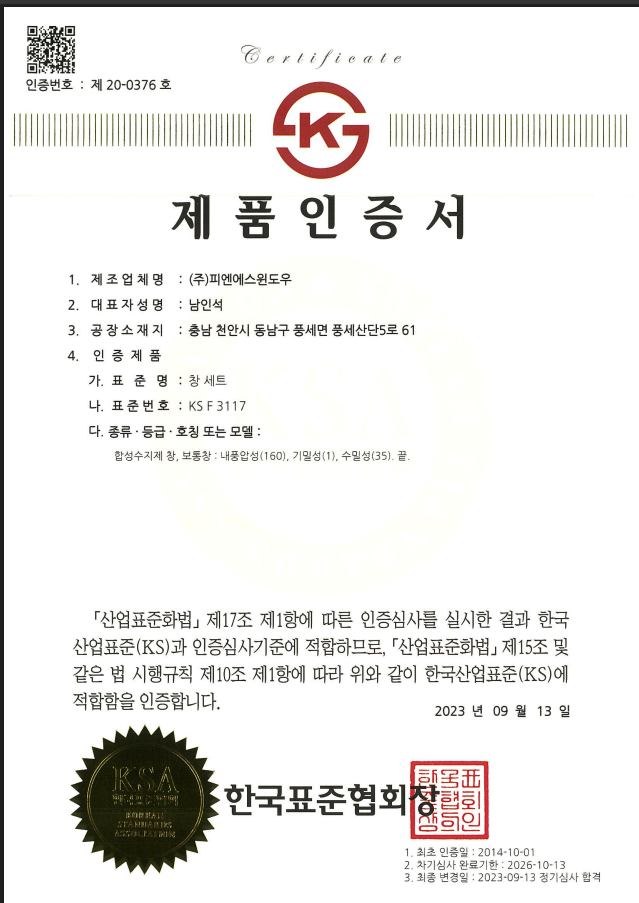 Certificate
인증번호 : 제 20-0376 호
KS
제품인증서
1. 제조업체명 : (주)피엔에스윈도우
2. 대표자성명 : 남인석
3. 공장소재지 : 충남 천안시 동남구 풍세면 풍세산단5로 61
4. 인증제품
가. 표준명 : 창 세트
나. 표준번호 : KS F 3117
다. 종류·등급·호칭 또는 모델 :
합성수지제 창, 보통창 : 내풍압성(160), 기밀성(1), 수밀성(35). 끝.
「산업표준화법」 제17조 제1항에 따른 인증심사를 실시한 결과 한국
산업표준(KS)과 인증심사기준에 적합하므로, 「산업표준화법」 제15조 및
같은 법 시행규칙 제10조 제1항에 따라 위와 같이 한국산업표준(KS)에
적합함을 인증합니다.
2023 년 09 월 13 일
KSA
한국표준협회
KOREAN
STANDARDS
ASSOCIATION
한국표준협회장
1. 최초 인증일 : 2014-10-01
2. 차기심사 완료기한 : 2026-10-13
3. 최종 변경일 : 2023-09-13 정기심사 합격